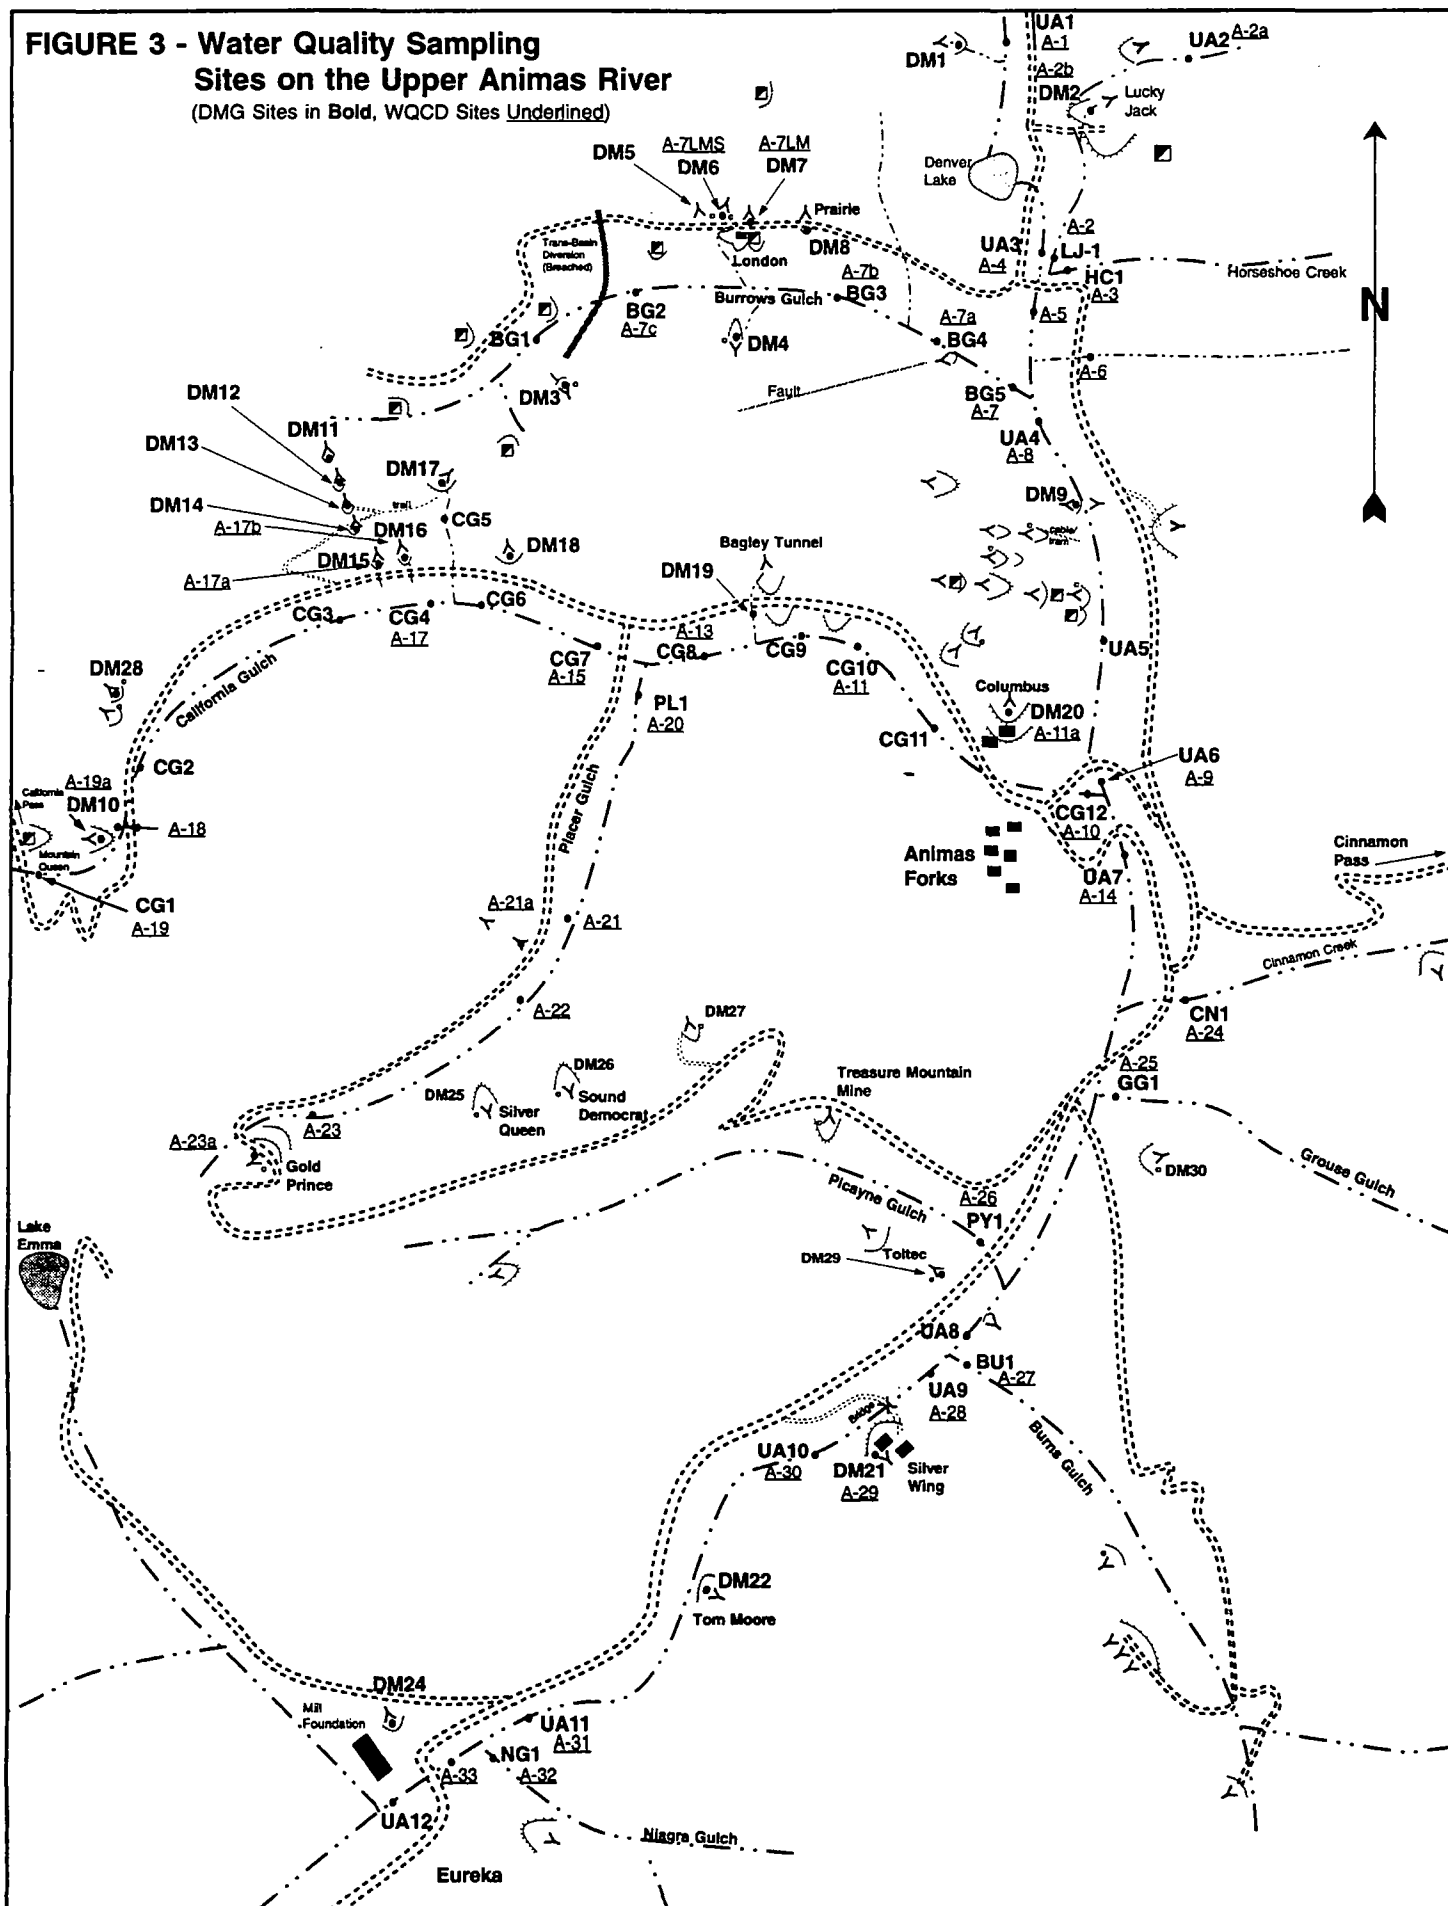 FIGURE 3 - Water Quality Sampling
Sites on the Upper Animas River
(DMG Sites in Bold, WQCD Sites Underlined)
UA1
A-1
A-2b
DM1
DM2
UA2
A-2a
Lucky
Jack
Denver
Lake
DM5
A-7LMS
DM6
A-7LM
DM7
Prairie
DM8
London
Trans-Basin
Diversion
(Breached)
A-2
UA3
A-4
LJ-1
HC1
A-3
Horseshoe Creek
N
A-5
A-6
BG1
BG2
A-7c
Burrows Gulch
A-7b
BG3
A-7a
BG4
DM4
DM3
Fault
BG5
A-7
UA4
A-8
DM12
DM11
DM13
DM14
A-17b
DM17
trail
CG5
DM16
DM15
A-17a
DM18
DM9
cable/
tram
Bagley Tunnel
DM19
CG3
CG4
A-17
CG6
CG7
A-15
A-13
CG8
CG9
CG10
A-11
UA5
DM28
California Gulch
PL1
A-20
Columbus
DM20
A-11a
CG11
CG2
UA6
A-9
A-19a
California
Pass
DM10
A-18
Mountain
Queen
CG1
A-19
Placer Gulch
CG12
A-10
Animas
Forks
UA7
A-14
Cinnamon
Pass
A-21a
A-21
Cinnamon Creek
A-22
CN1
A-24
DM27
A-25
GG1
DM26
Sound
Democrat
DM25
Silver
Queen
Treasure Mountain
Mine
A-23
A-23a
Gold
Prince
DM30
Grouse Gulch
Picayne Gulch
A-26
PY1
Lake
Emma
Toltec
DM29
UA8
BU1
A-27
UA9
A-28
Bridge
Burns Gulch
UA10
A-30
DM21
A-29
Silver
Wing
DM22
Tom Moore
DM24
Mill
Foundation
UA11
A-31
NG1
A-32
A-33
UA12
Niagra Gulch
Eureka